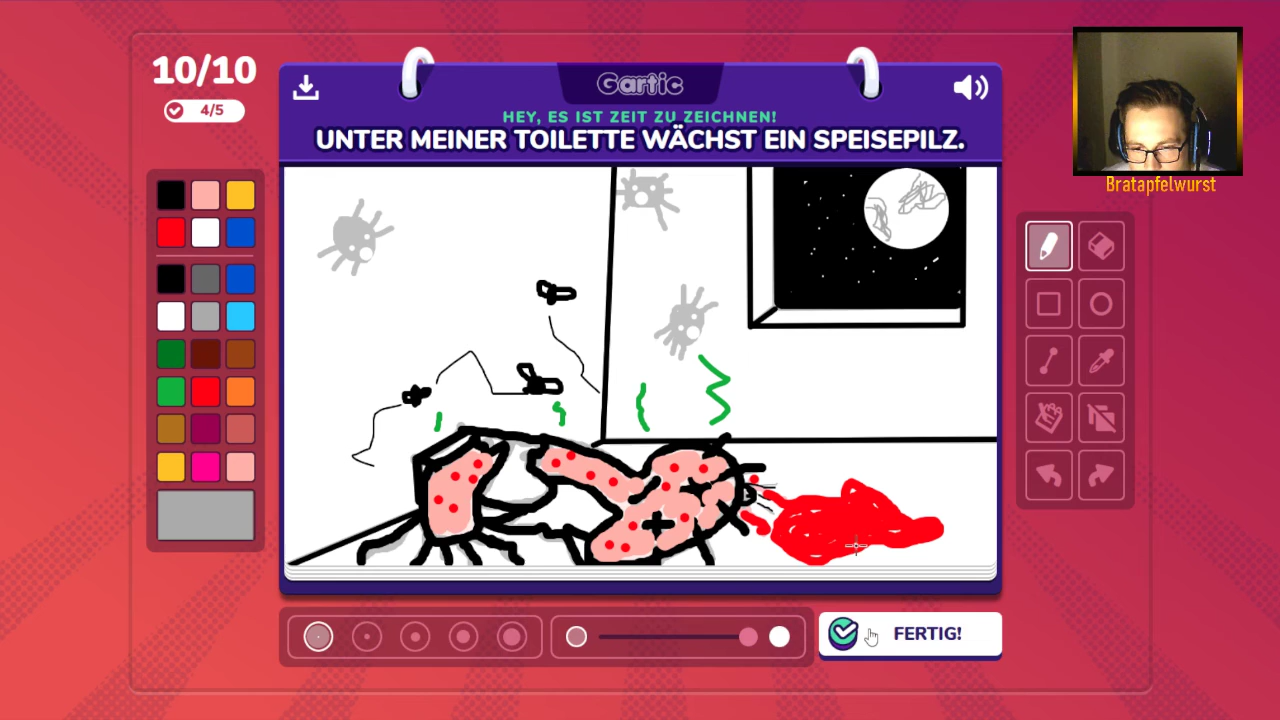 10/10
4/5
Gartic
HEY, ES IST ZEIT ZU ZEICHNEN!
UNTER MEINER TOILETTE WÄCHST EIN SPEISEPILZ.
Bratapfelwurst
FERTIG!